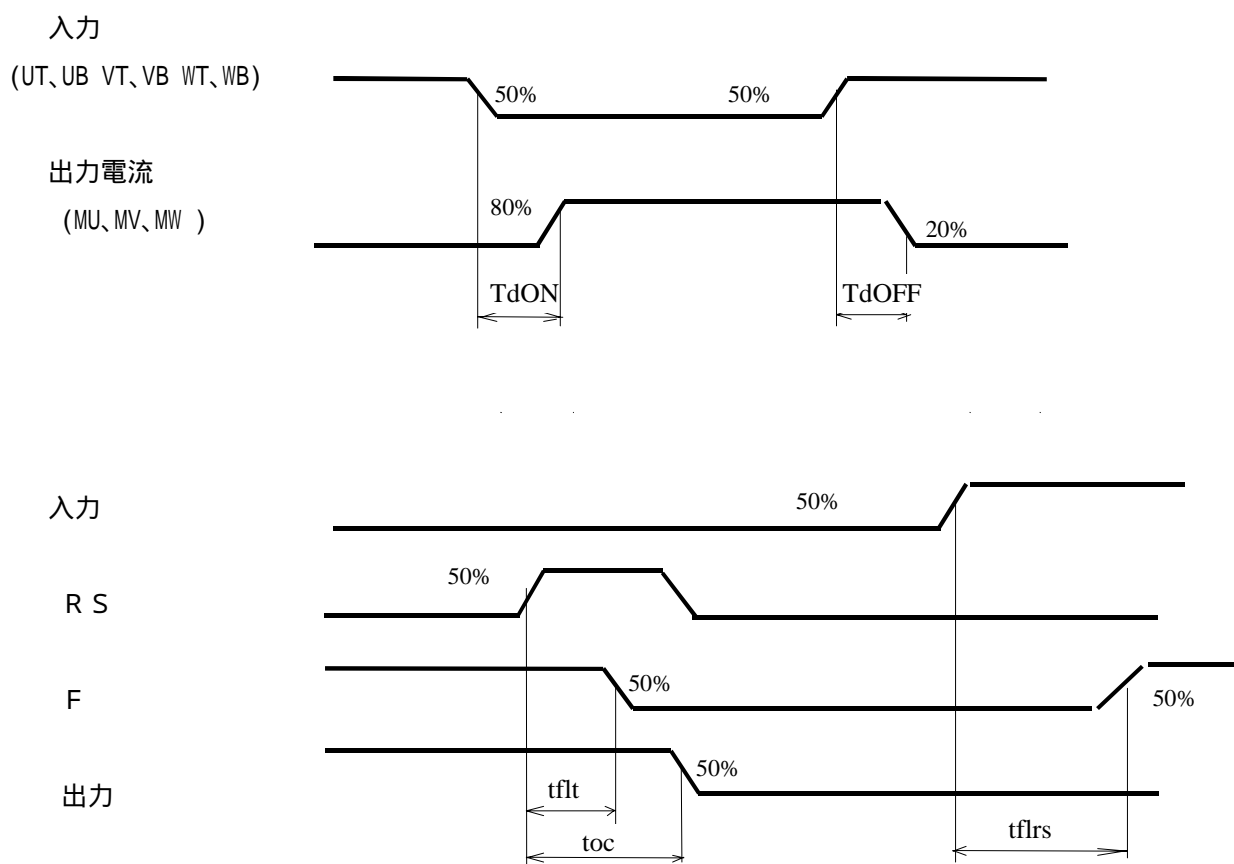 入力
(UT、UB VT、VB WT、WB)
50%
50%
出力電流
(MU、MV、MW )
80%
20%
TdON
TdOFF
入力
50%
RS
50%
F
50%
50%
出力
50%
tflt
toc
tflrs